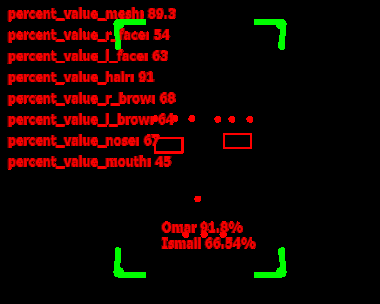 percent_value_mesh: 89.3
percent_value_r_face: 54
percent_value_l_face: 63
percent_value_hair: 91
percent_value_r_brow: 68
percent_value_l_brow: 64
percent_value_nose: 67
percent_value_mouth: 45
Omar 91.8%
Ismail 66.54%